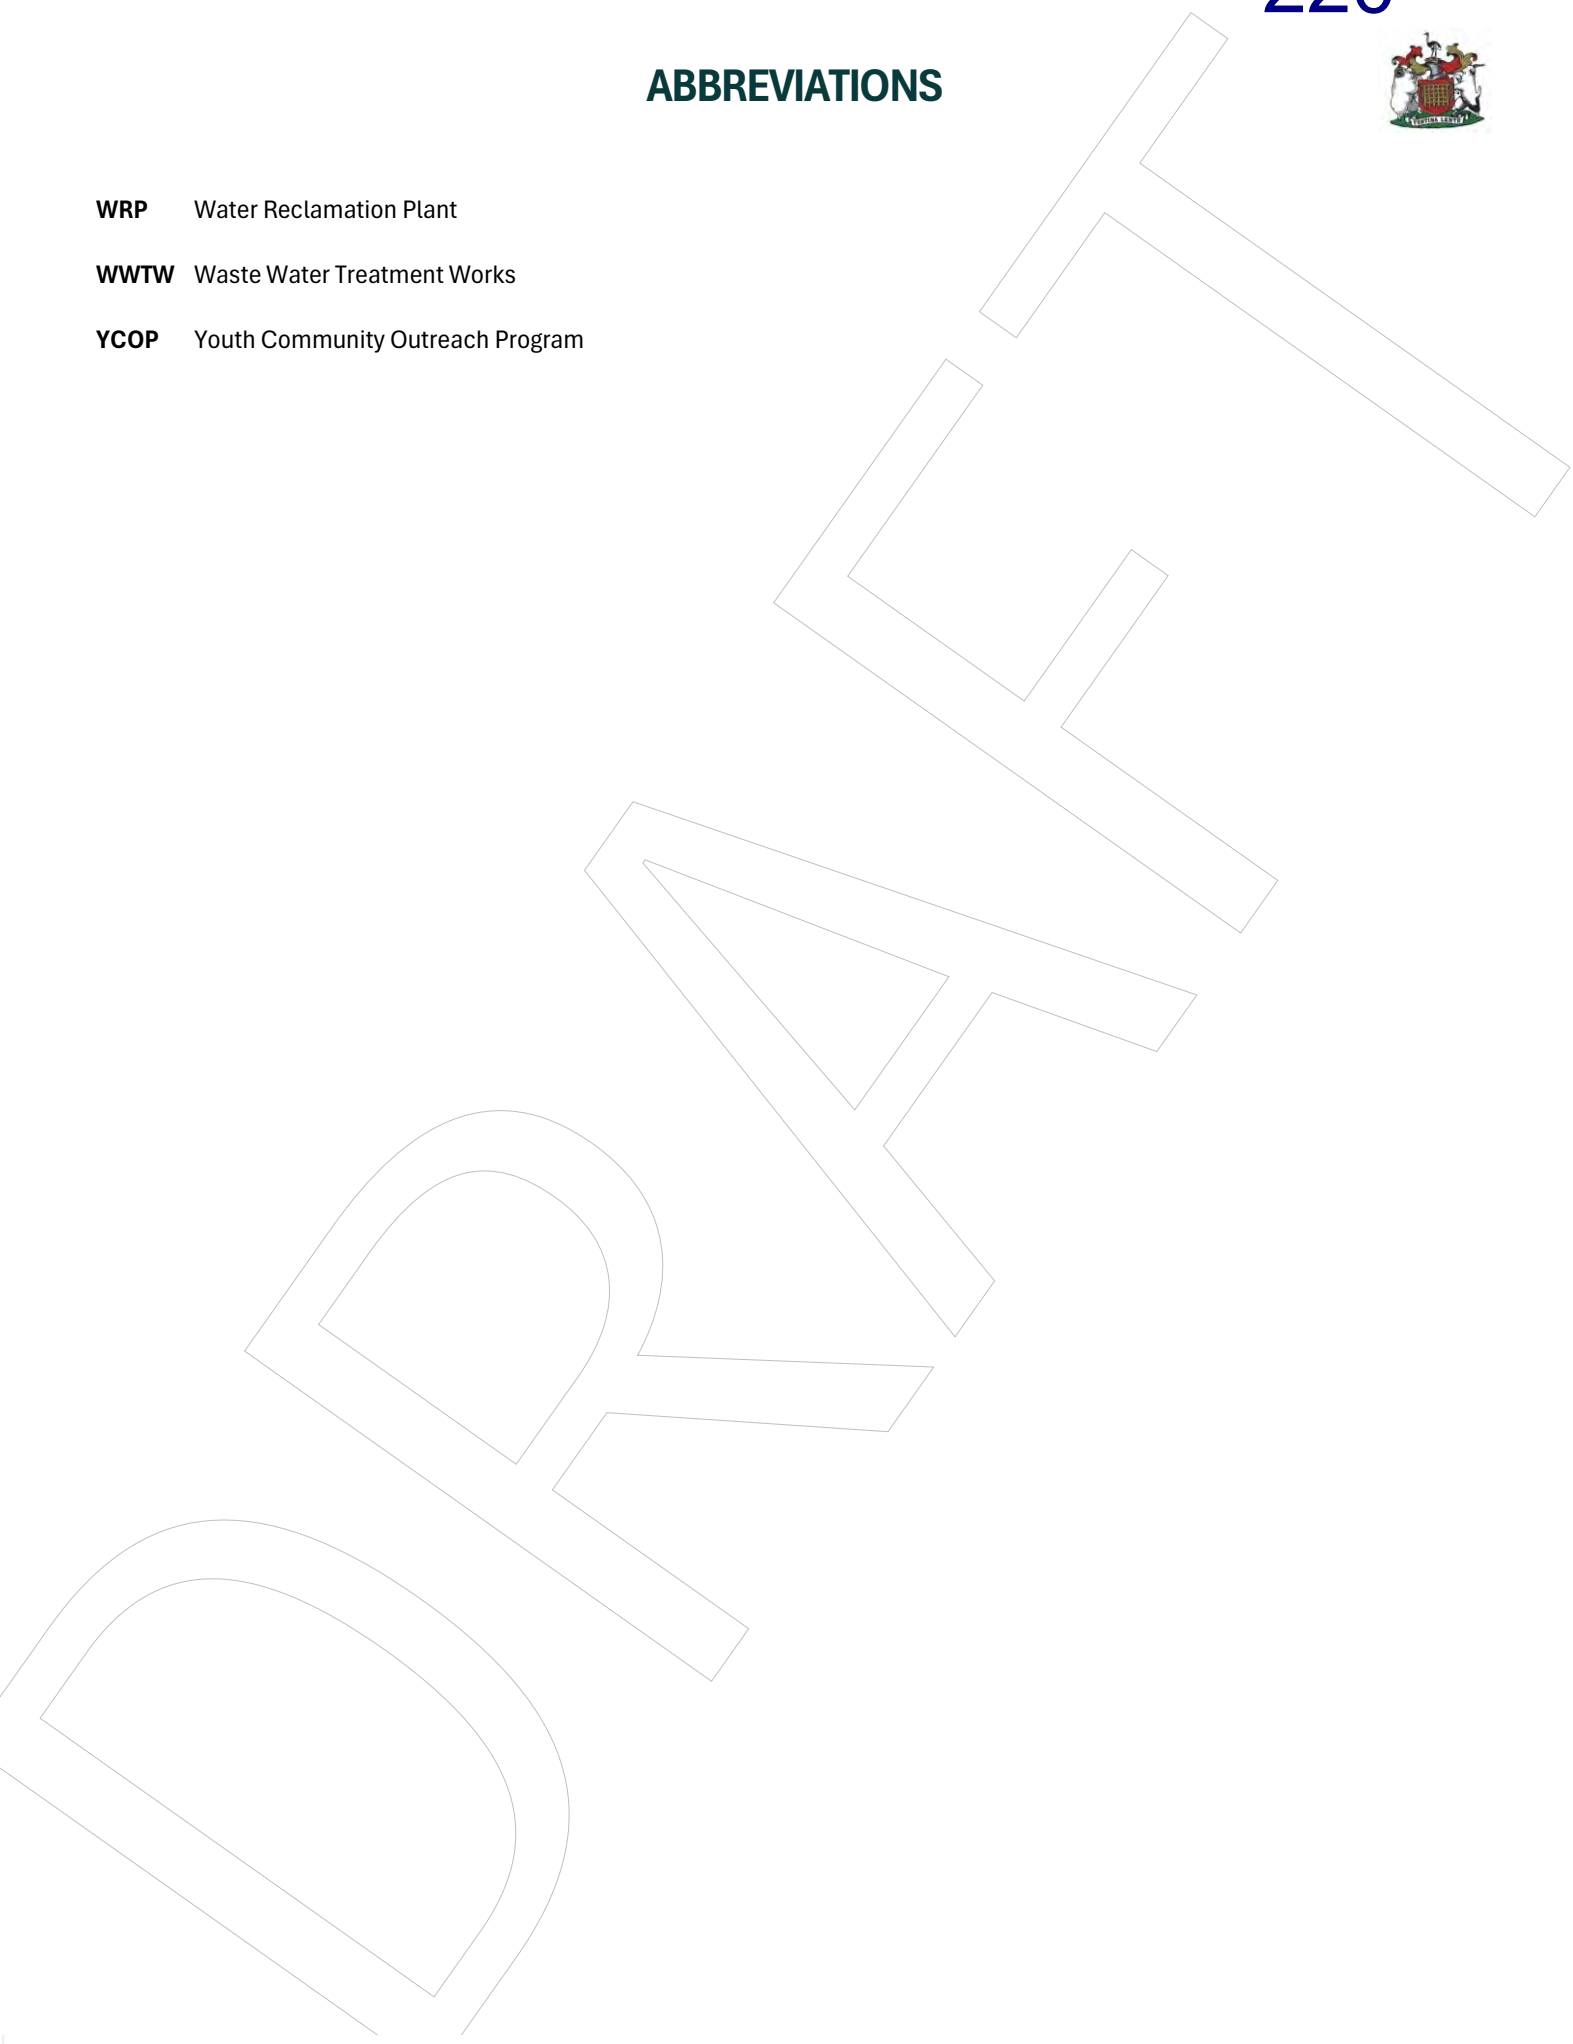 ABBREVIATIONS
WRP Water Reclamation Plant
WWTW Waste Water Treatment Works
YCOP Youth Community Outreach Program
DRAFT